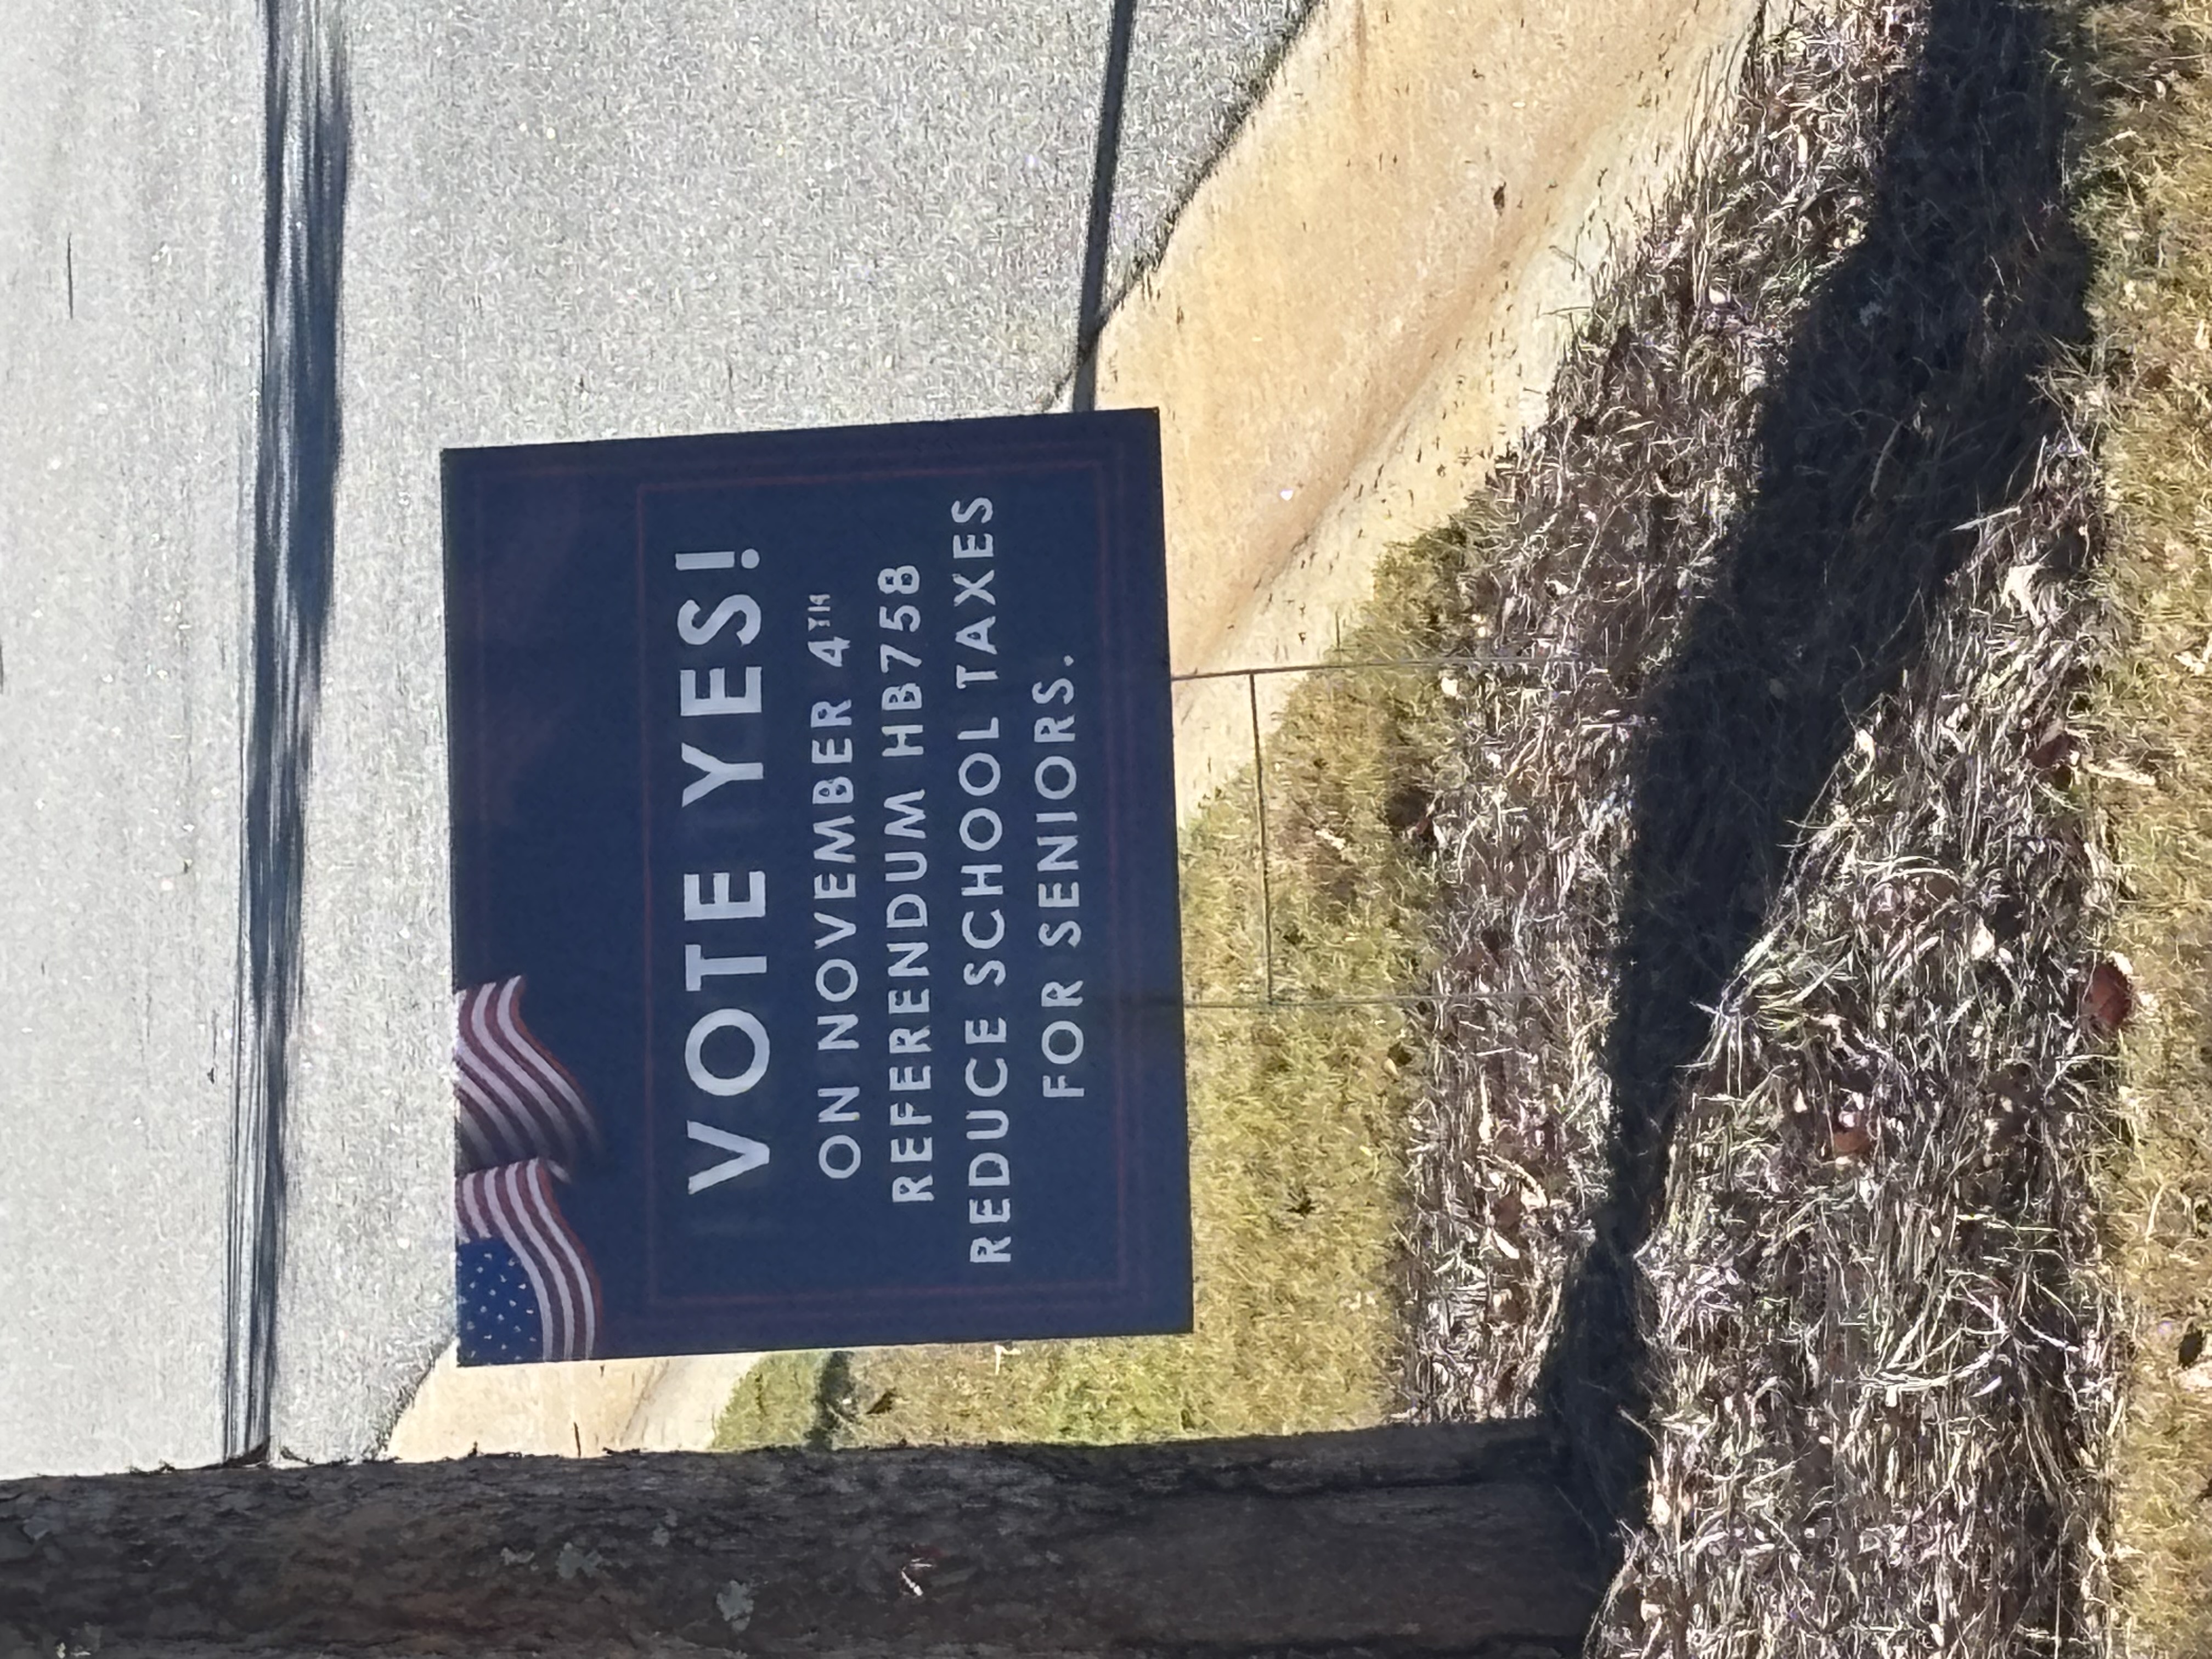 VOTE YES!
ON NOVEMBER 4TH
REFERENDUM HB758
REDUCE SCHOOL TAXES
FOR SENIORS.